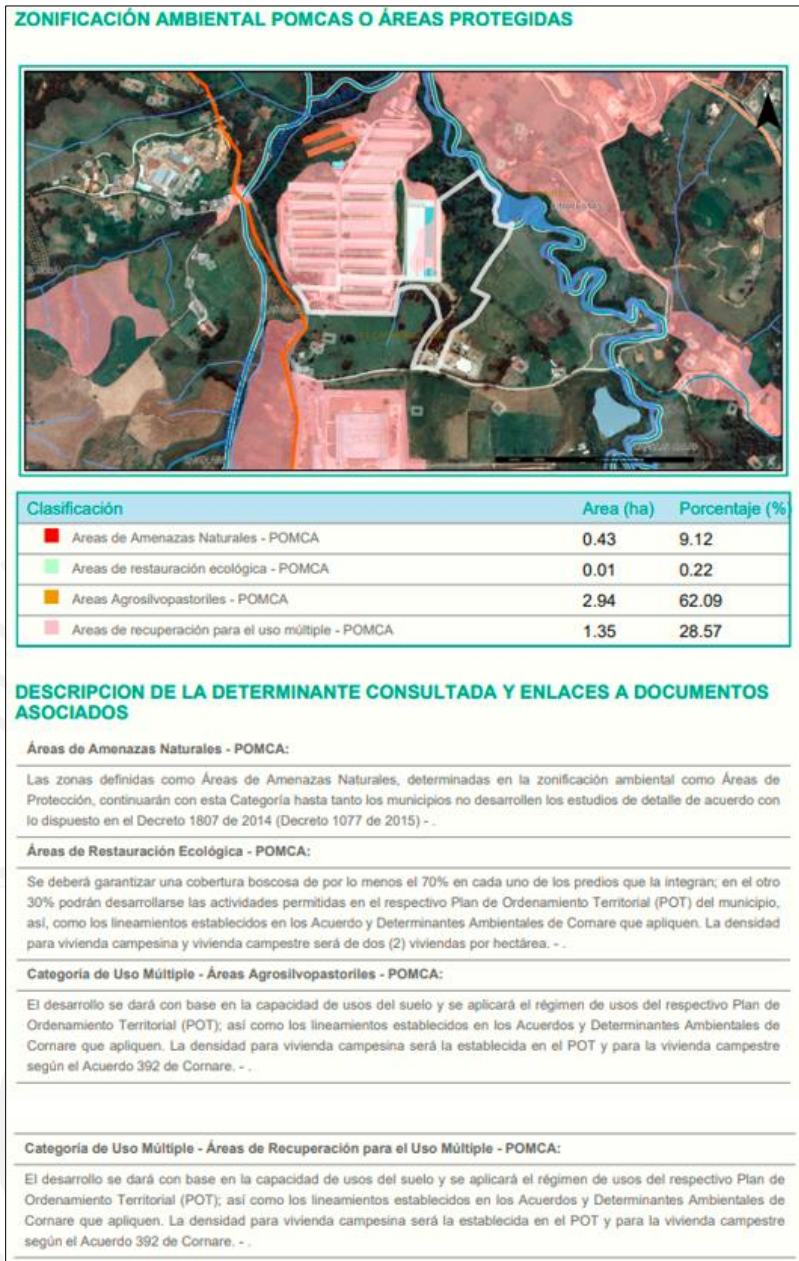 ZONIFICACIÓN AMBIENTAL POMCAS O ÁREAS PROTEGIDAS
Clasificación Area (ha) Porcentaje (%)
Areas de Amenazas Naturales - POMCA 0.43 9.12
Areas de restauración ecológica - POMCA 0.01 0.22
Areas Agrosilvopastoriles - POMCA 2.94 62.09
Areas de recuperación para el uso múltiple - POMCA 1.35 28.57
DESCRIPCION DE LA DETERMINANTE CONSULTADA Y ENLACES A DOCUMENTOS
ASOCIADOS
Áreas de Amenazas Naturales - POMCA:
Las zonas definidas como Áreas de Amenazas Naturales, determinadas en la zonificación ambiental como Áreas de
Protección, continuarán con esta Categoría hasta tanto los municipios no desarrollen los estudios de detalle de acuerdo con
lo dispuesto en el Decreto 1807 de 2014 (Decreto 1077 de 2015) - .
Áreas de Restauración Ecológica - POMCA:
Se deberá garantizar una cobertura boscosa de por lo menos el 70% en cada uno de los predios que la integran; en el otro
30% podrán desarrollarse las actividades permitidas en el respectivo Plan de Ordenamiento Territorial (POT) del municipio,
así, como los lineamientos establecidos en los Acuerdo y Determinantes Ambientales de Cornare que apliquen. La densidad
para vivienda campesina y vivienda campestre será de dos (2) viviendas por hectárea. - .
Categoría de Uso Múltiple - Áreas Agrosilvopastoriles - POMCA:
El desarrollo se dará con base en la capacidad de usos del suelo y se aplicará el régimen de usos del respectivo Plan de
Ordenamiento Territorial (POT); así como los lineamientos establecidos en los Acuerdos y Determinantes Ambientales de
Cornare que apliquen. La densidad para vivienda campesina será la establecida en el POT y para la vivienda campestre
según el Acuerdo 392 de Cornare. - .
Categoría de Uso Múltiple - Áreas de Recuperación para el Uso Múltiple - POMCA:
El desarrollo se dará con base en la capacidad de usos del suelo y se aplicará el régimen de usos del respectivo Plan de
Ordenamiento Territorial (POT); así como los lineamientos establecidos en los Acuerdos y Determinantes Ambientales de
Cornare que apliquen. La densidad para vivienda campesina será la establecida en el POT y para la vivienda campestre
según el Acuerdo 392 de Cornare. - .